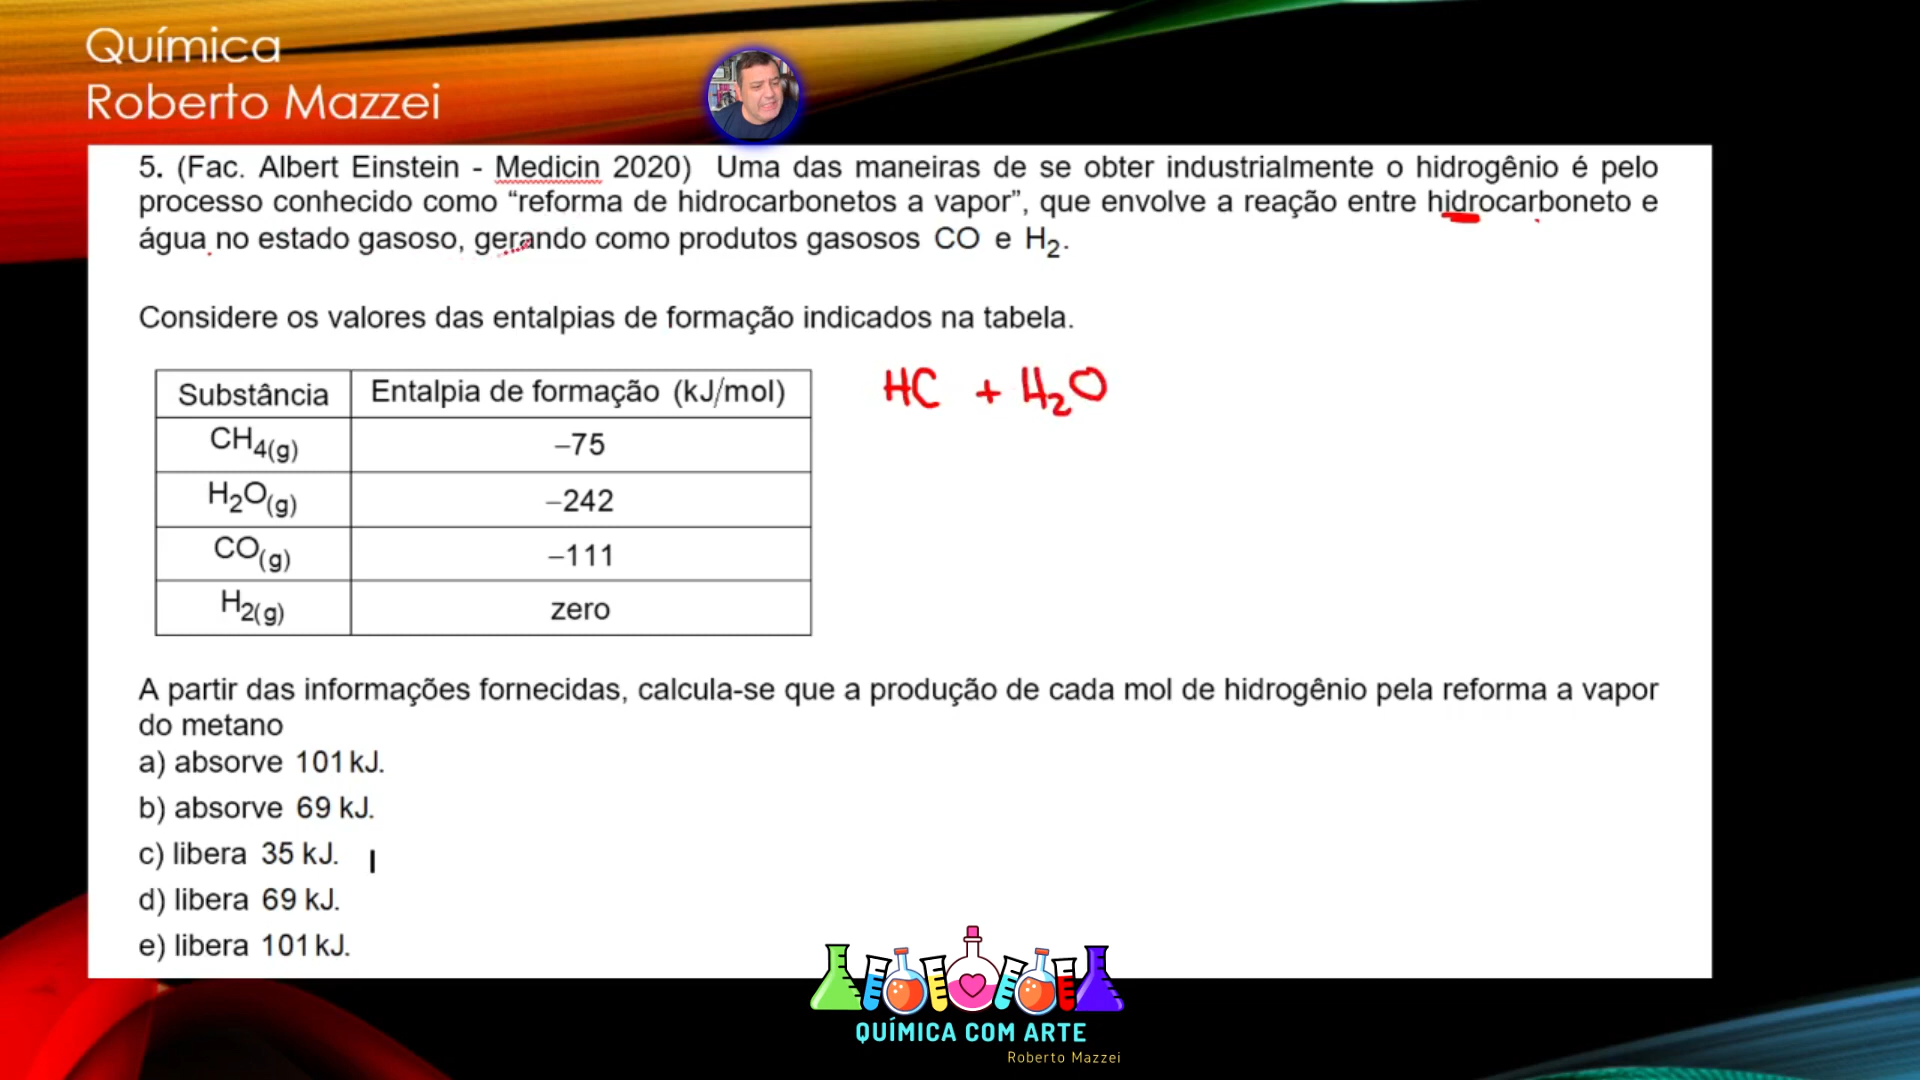 Química
Roberto Mazzei
5. (Fac. Albert Einstein - Medicin 2020) Uma das maneiras de se obter industrialmente o hidrogênio é pelo
processo conhecido como “reforma de hidrocarbonetos a vapor”, que envolve a reação entre hidrocarboneto e
água no estado gasoso, gerando como produtos gasosos CO e H₂.
Considere os valores das entalpias de formação indicados na tabela.
Substância Entalpia de formação (kJ/mol)
CH₄(g) –75
H₂O(g) –242
CO(g) –111
H₂(g) zero
HC + H₂O
A partir das informações fornecidas, calcula-se que a produção de cada mol de hidrogênio pela reforma a vapor
do metano
a) absorve 101 kJ.
b) absorve 69 kJ.
c) libera 35 kJ.
d) libera 69 kJ.
e) libera 101 kJ.
QUÍMICA COM ARTE
Roberto Mazzei